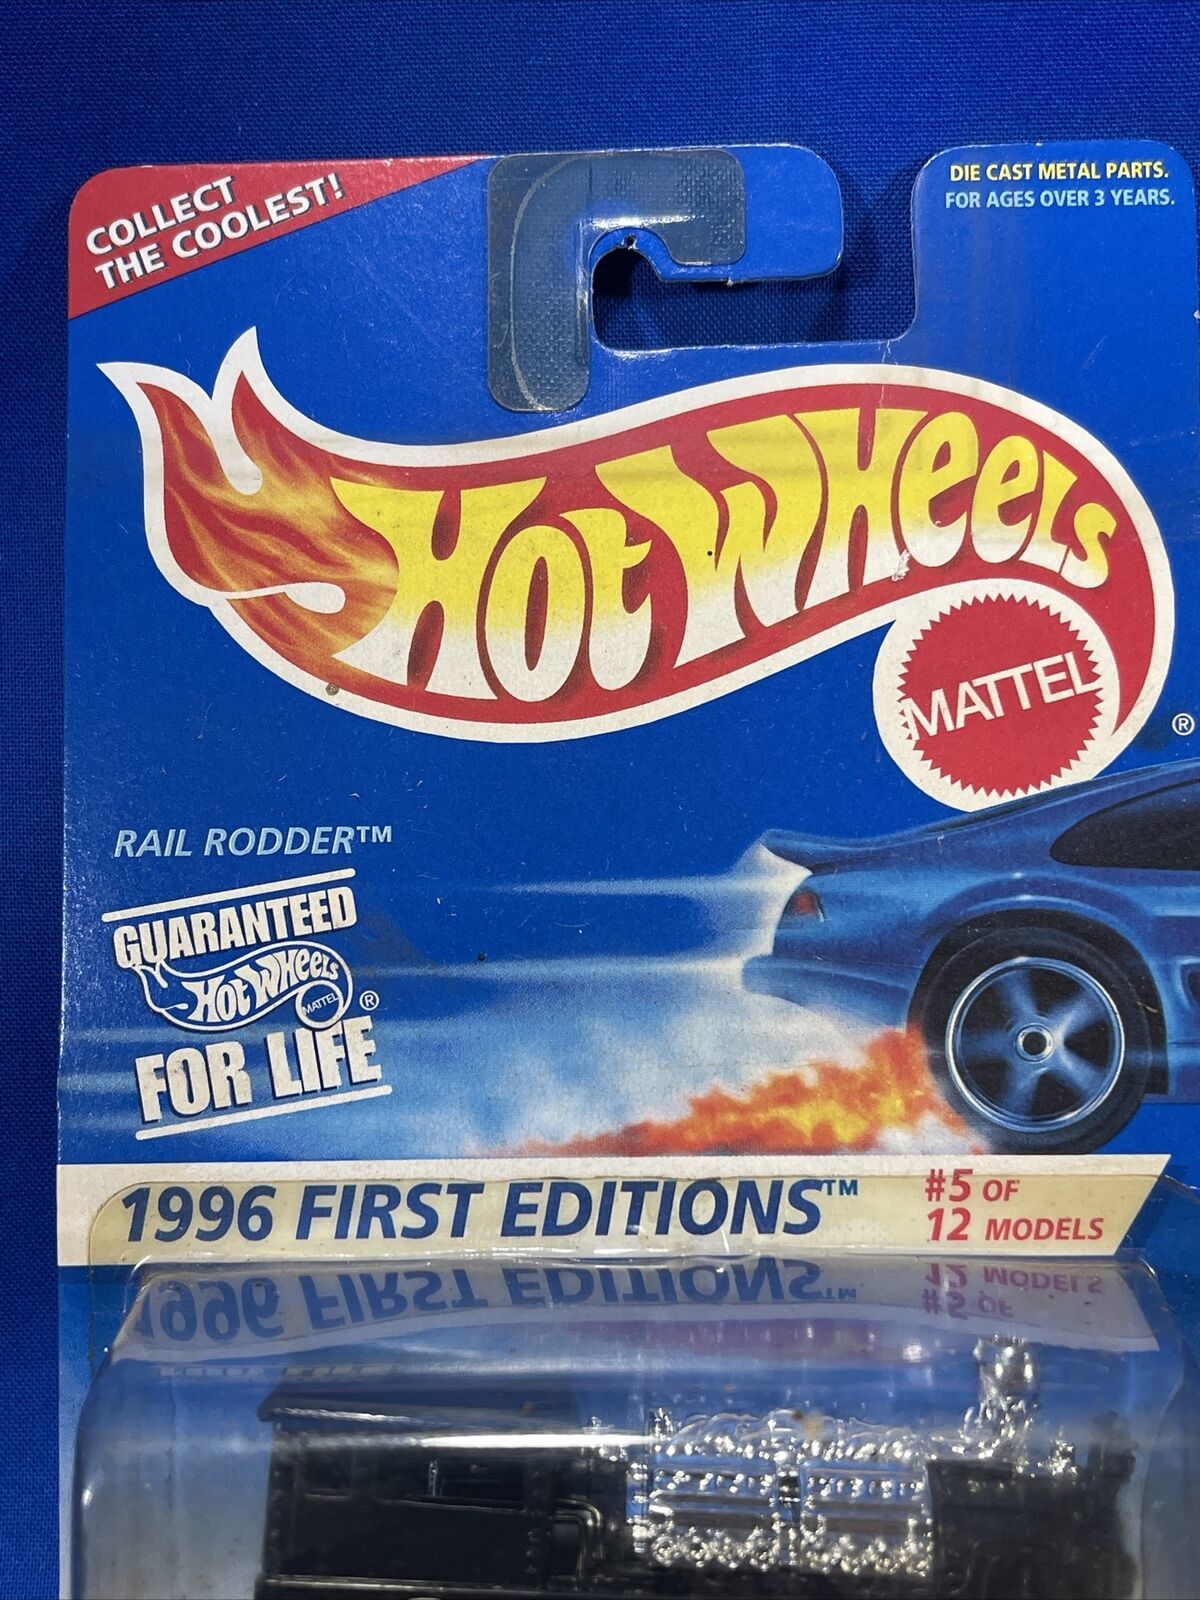 COLLECT
THE COOLEST!
DIE CAST METAL PARTS.
FOR AGES OVER 3 YEARS.
HOT WHEELS
MATTEL
®
RAIL RODDER™
GUARANTEED
HOT WHEELS
MATTEL
®
FOR LIFE
1996 FIRST EDITIONS™
#5 OF
12 MODELS